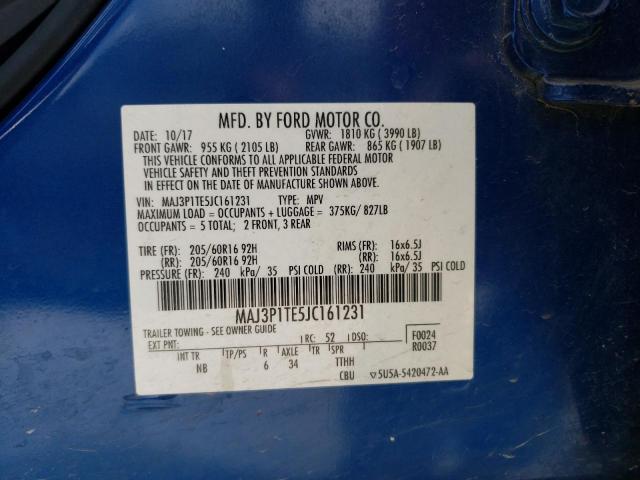 MFD. BY FORD MOTOR CO.
DATE: 10/17 GVWR: 1810 KG ( 3990 LB)
FRONT GAWR: 955 KG ( 2105 LB) REAR GAWR: 865 KG ( 1907 LB)
THIS VEHICLE CONFORMS TO ALL APPLICABLE FEDERAL MOTOR
VEHICLE SAFETY AND THEFT PREVENTION STANDARDS
IN EFFECT ON THE DATE OF MANUFACTURE SHOWN ABOVE.
VIN: MAJ3P1TE5JC161231 TYPE: MPV
MAXIMUM LOAD = OCCUPANTS + LUGGAGE = 375KG/ 827LB
OCCUPANTS = 5 TOTAL; 2 FRONT, 3 REAR
TIRE (FR): 205/60R16 92H RIMS (FR): 16x6.5J
(RR): 205/60R16 92H (RR): 16x6.5J
PRESSURE (FR): 240 kPa/ 35 PSI COLD (RR): 240 kPa/ 35 PSI COLD
MAJ3P1TE5JC161231
TRAILER TOWING - SEE OWNER GUIDE
EXT PNT: RC: 52 DSO: F0024
R0037
INT TR TP/PS R AXLE TR SPR
NB 6 34 TTHH
CBU ▽5U5A-5420472-AA